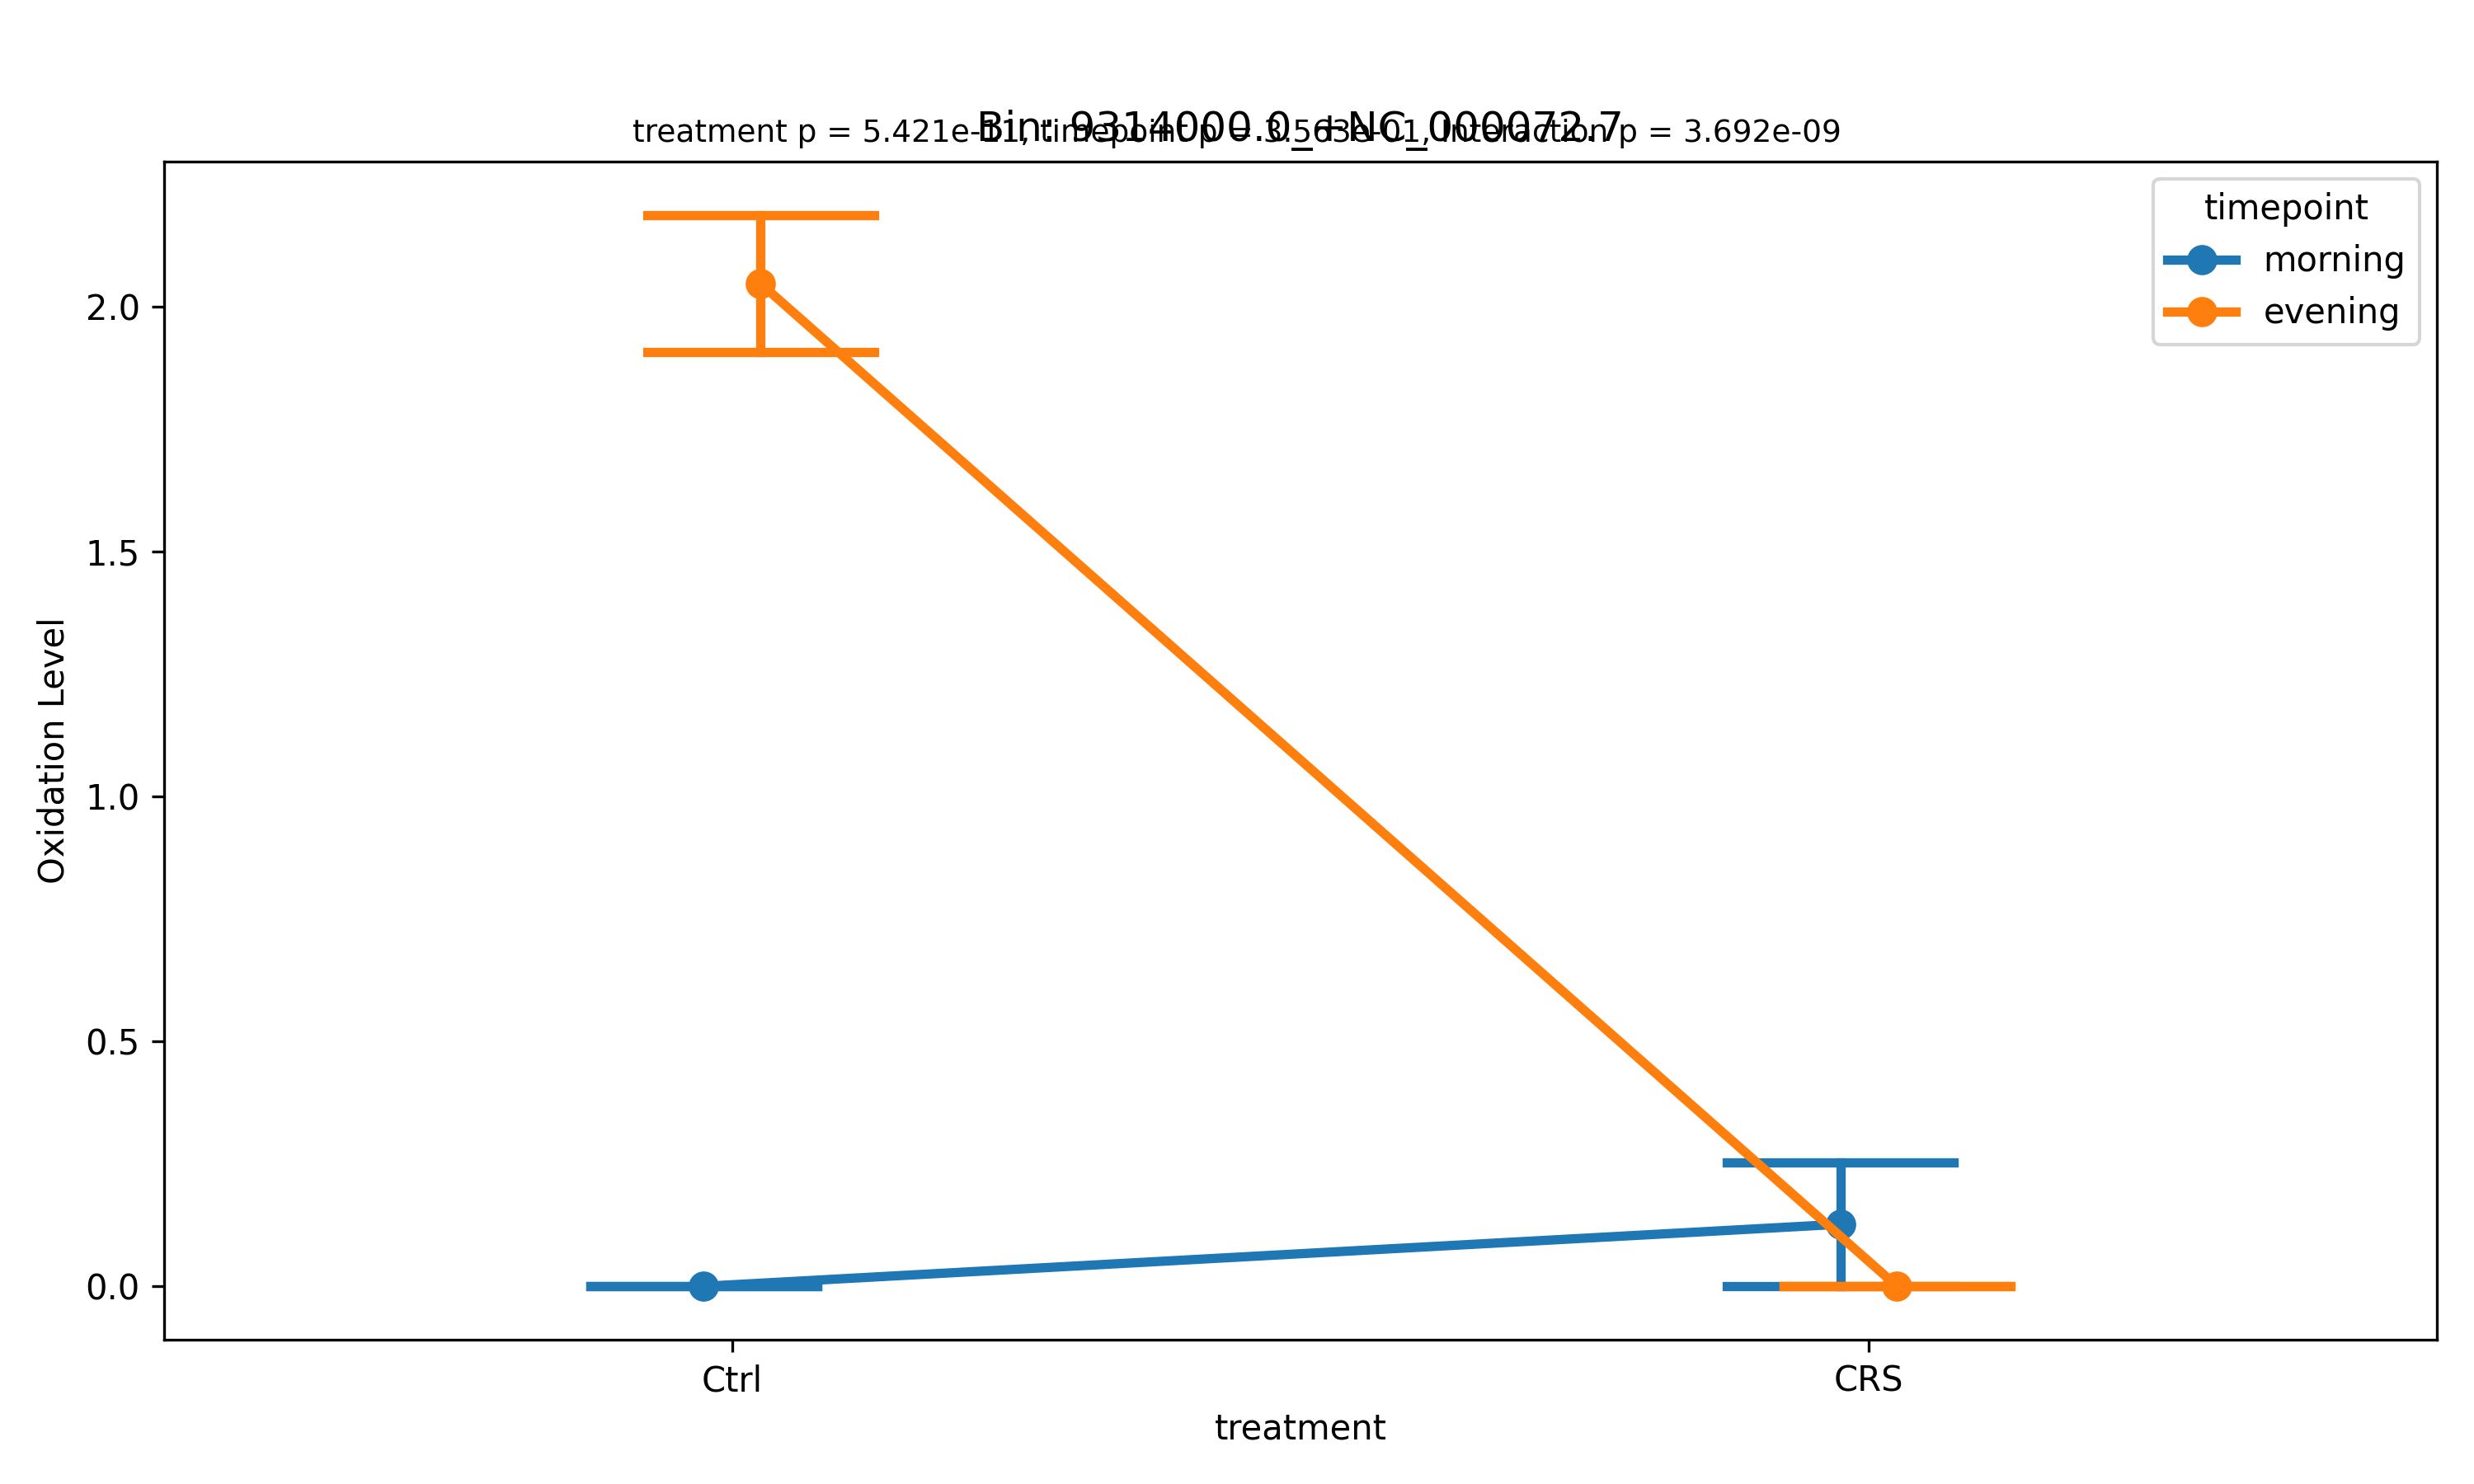 Bin: 9314000.0_+NC_000072.7
treatment p = 5.421e-11, timepoint p = 3.563e-01, Interaction p = 3.692e-09
timepoint
morning
evening
2.0
1.5
1.0
0.5
0.0
Oxidation Level
Ctrl
CRS
treatment